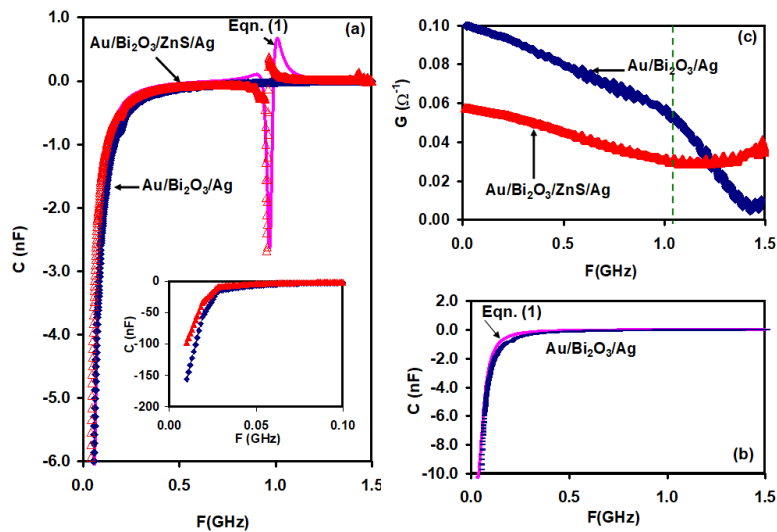 Eqn. (1)
(a)
Au/Bi₂O₃/ZnS/Ag
Au/Bi₂O₃/Ag
C (nF)
1.0
0.0
-1.0
-2.0
-3.0
-4.0
-5.0
-6.0
0.0
0.5
1.0
1.5
F(GHz)
C (nF)
0
-50
-100
-150
-200
0.00
0.05
0.10
F (GHz)
(c)
Au/Bi₂O₃/Ag
Au/Bi₂O₃/ZnS/Ag
G (Ω⁻¹)
0.10
0.08
0.06
0.04
0.02
0.00
0.0
0.5
1.0
1.5
F(GHz)
Eqn. (1)
Au/Bi₂O₃/Ag
(b)
C (nF)
2.0
0.0
-2.0
-4.0
-6.0
-8.0
-10.0
0.0
0.5
1.0
1.5
F(GHz)